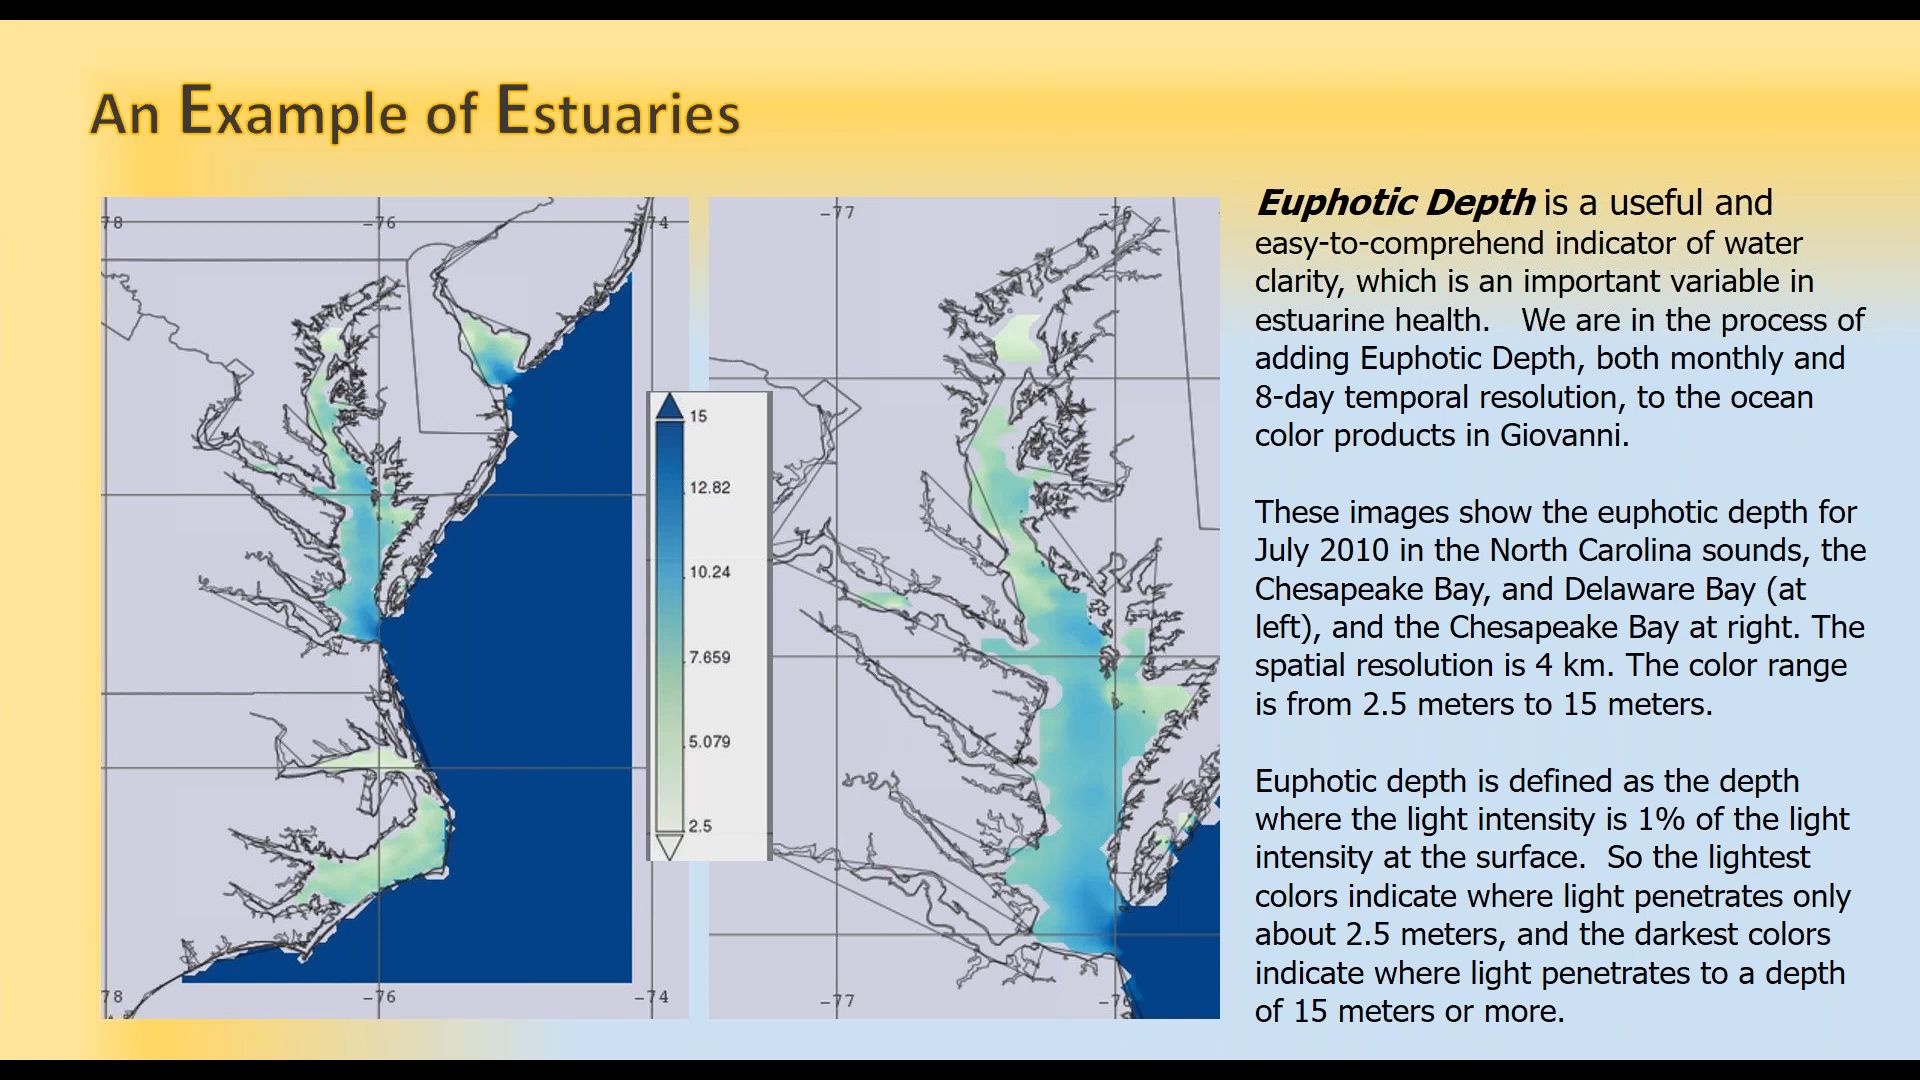 An Example of Estuaries
78
-76
-74
78
-76
-74
15
12.82
10.24
7.659
5.079
2.5
-77
-76
-77
-76
Euphotic Depth is a useful and
easy-to-comprehend indicator of water
clarity, which is an important variable in
estuarine health. We are in the process of
adding Euphotic Depth, both monthly and
8-day temporal resolution, to the ocean
color products in Giovanni.
These images show the euphotic depth for
July 2010 in the North Carolina sounds, the
Chesapeake Bay, and Delaware Bay (at
left), and the Chesapeake Bay at right. The
spatial resolution is 4 km. The color range
is from 2.5 meters to 15 meters.
Euphotic depth is defined as the depth
where the light intensity is 1% of the light
intensity at the surface. So the lightest
colors indicate where light penetrates only
about 2.5 meters, and the darkest colors
indicate where light penetrates to a depth
of 15 meters or more.